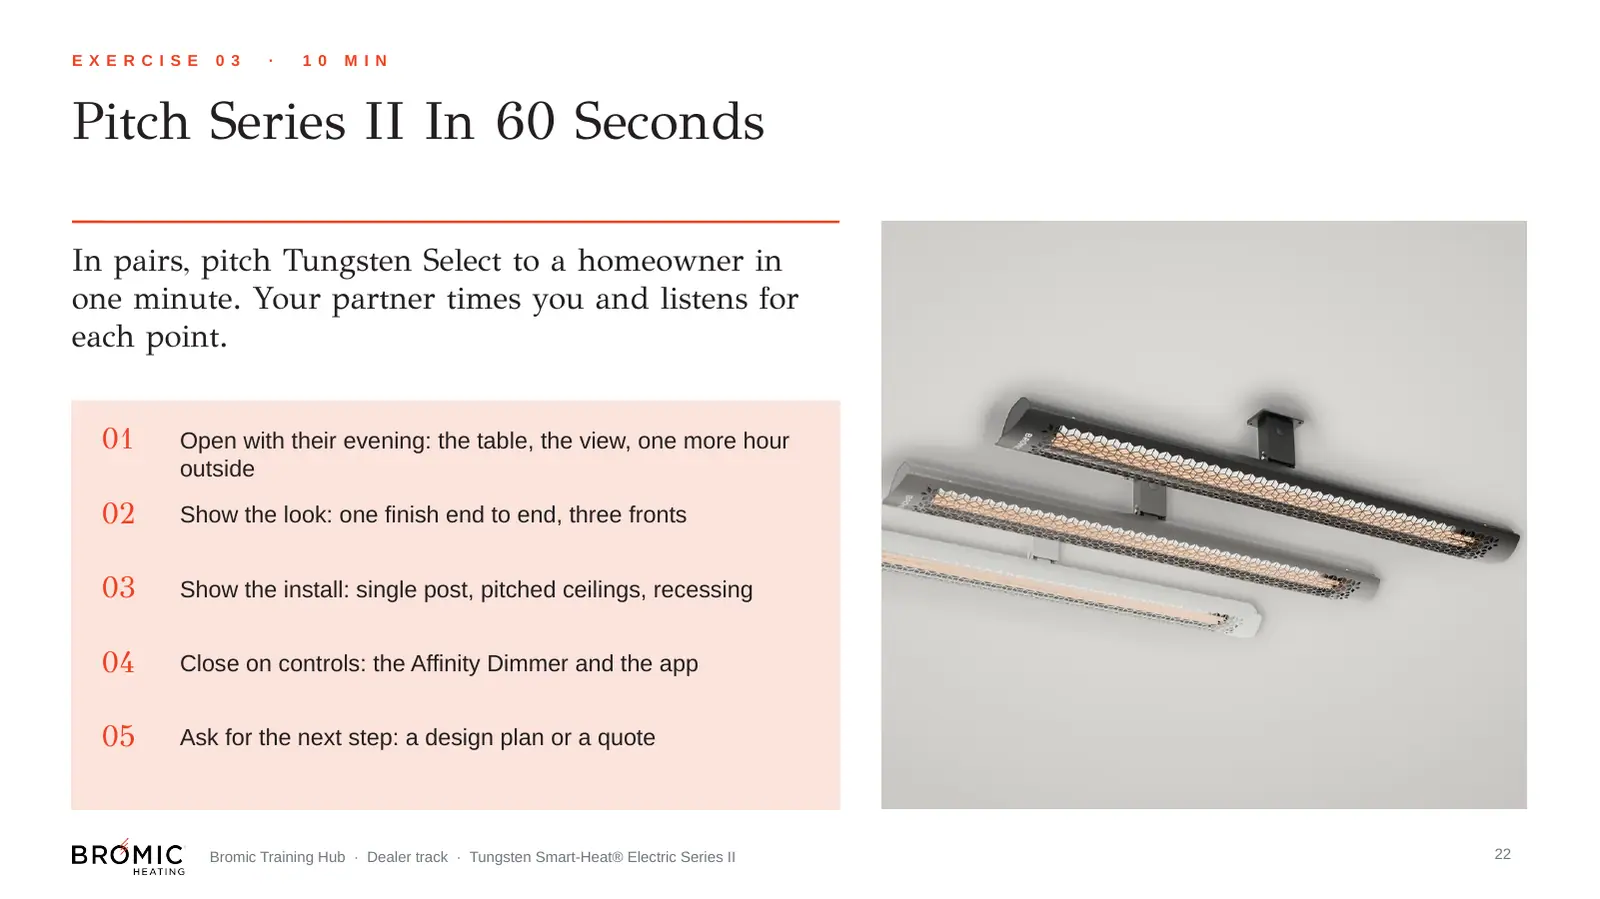 EXERCISE 03 · 10 MIN
Pitch Series II In 60 Seconds
In pairs, pitch Tungsten Select to a homeowner in
one minute. Your partner times you and listens for
each point.
01 Open with their evening: the table, the view, one more hour
outside
02 Show the look: one finish end to end, three fronts
03 Show the install: single post, pitched ceilings, recessing
04 Close on controls: the Affinity Dimmer and the app
05 Ask for the next step: a design plan or a quote
BROMIC
HEATING
Bromic Training Hub · Dealer track · Tungsten Smart-Heat® Electric Series II
22